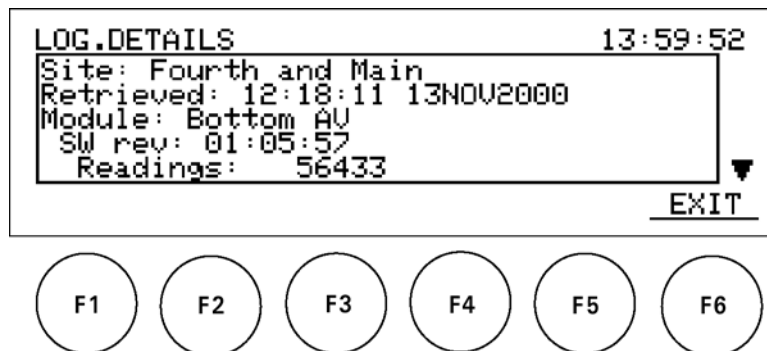 LOG.DETAILS 13:59:52
Site: Fourth and Main
Retrieved: 12:18:11 13NOV2000
Module: Bottom AV
SW rev: 01:05:57
Readings: 56433
EXIT
F1 F2 F3 F4 F5 F6